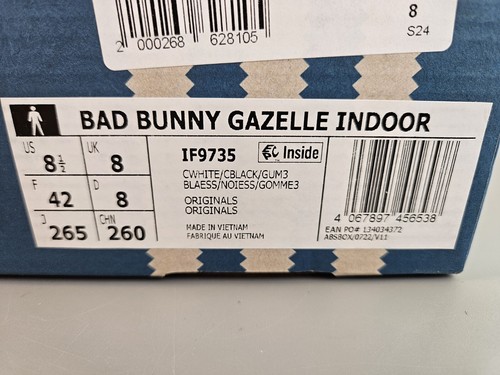 8
2 000268 628105
S24
BAD BUNNY GAZELLE INDOOR
US 8½ UK 8
F 42 D 8
J 265 CHN 260
IF9735
€ Inside
CWHITE/CBLACK/GUM3
BLAESS/NOIESS/GOMME3
ORIGINALS
ORIGINALS
MADE IN VIETNAM
FABRIQUE AU VIETNAM
4 067897 456538
EAN PO# 134034372
ABSBOX/0722/V11